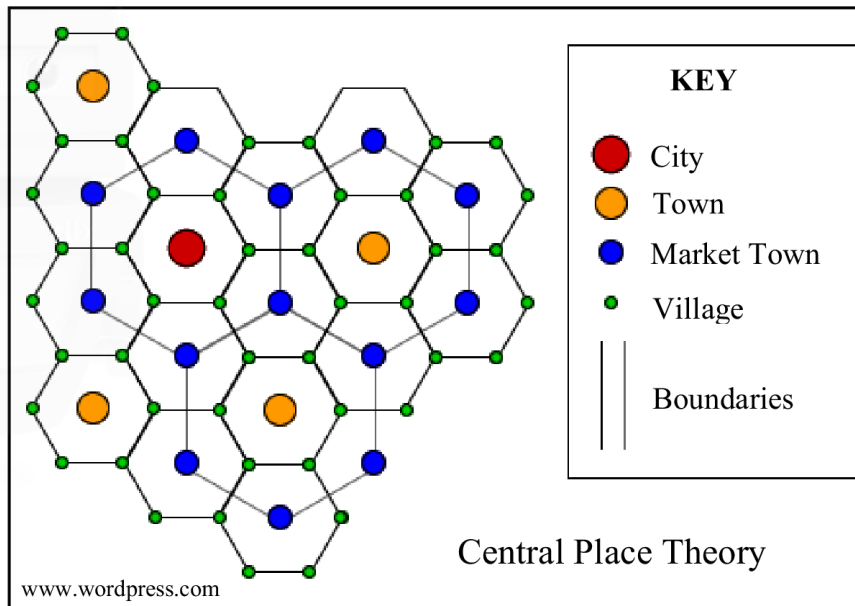 KEY
City
Town
Market Town
Village
Boundaries
Central Place Theory
www.wordpress.com